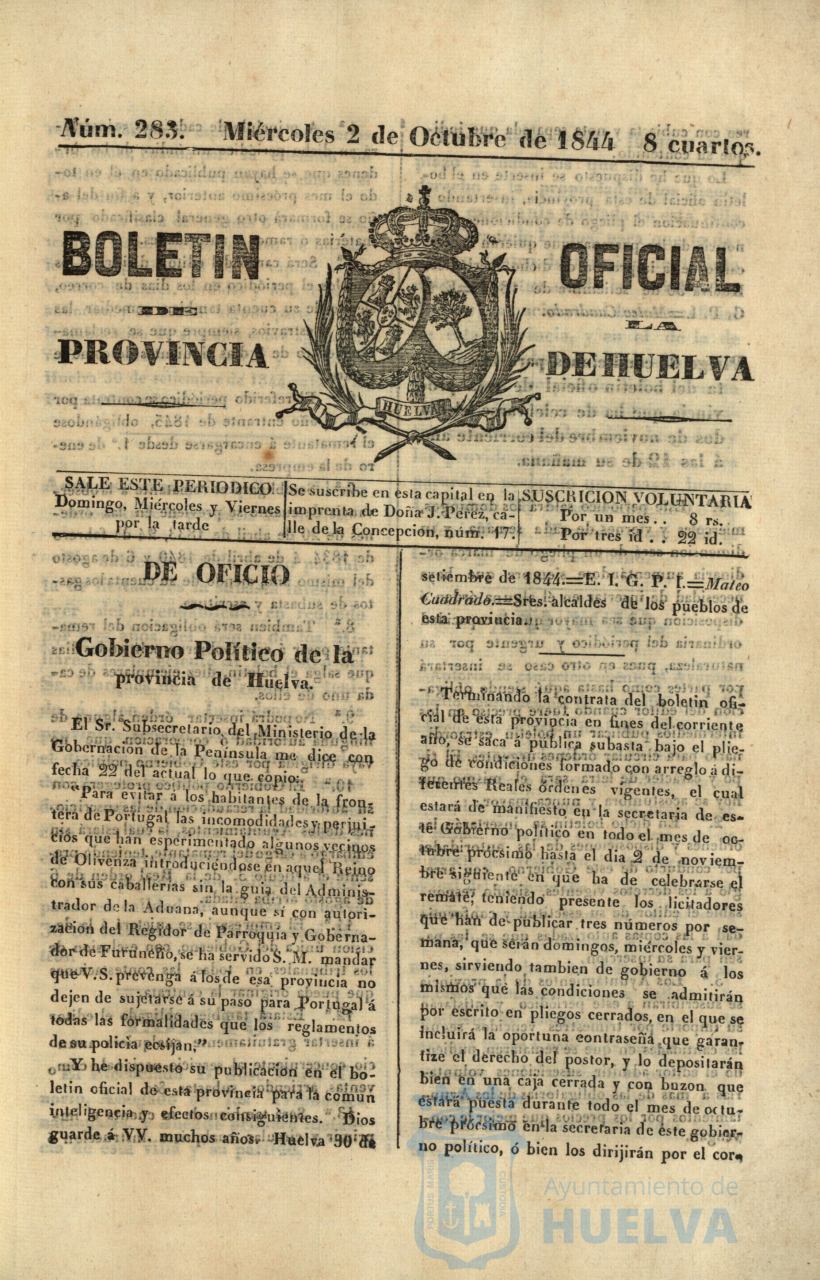 Núm. 283. Miércoles 2 de Octubre de 1844 8 cuartos.
BOLETIN OFICIAL
DE LA
PROVINCIA DE HUELVA
HUELVA
SALE ESTE PERIODICO
Domingo, Miércoles y Viernes
por la tarde
Se suscribe en esta capital en la
imprenta de Doña J. Perez, ca-
lle de la Concepcion, núm. 17.
SUSCRICION VOLUNTARIA
Por un mes . . 8 rs.
Por tres id . . 22 id.
DE OFICIO
Gobierno Político de la
provincia de Huelva.
El Sr. Subsecretario del Ministerio de la
Gobernacion de la Península me dice con
fecha 22 del actual lo que copio:
"Para evitar á los habitantes de la fron-
tera de Portugal las incomodidades y perjui-
cios que han esperimentado algunos vecinos
de Olivenza introduciéndose en aquel Reino
con sus caballerías sin la guia del Adminis-
trador de la Aduana, aunque sí con autori-
zacion del Regidor de Parroquia y Goberna-
dor de Furuneño, se ha servido S. M. mandar
que V.S. prevenga á los de esa provincia no
dejen de sujetarse á su paso para Portugal á
todas las formalidades que los reglamentos
de su policia ecsijan,"
Y he dispuesto su publicacion en el bo-
letin oficial de esta provincia para la comun
inteligencia y efectos consiguientes. Dios
guarde á VV. muchos años. Huelva 30 de
setiembre de 1844.=E. I. G. P. I.=Mateo
Cuadrado.=Sres. alcaldes de los pueblos de
esta provincia.
Terminando la contrata del boletin ofi-
cial de esta provincia en fines del corriente
año, se saca á pública subasta bajo el plie-
go de condiciones formado con arreglo á di-
ferentes Reales órdenes vigentes, el cual
estará de manifiesto en la secretaria de es-
te Gobierno político en todo el mes de oc-
tubre prócsimo hasta el dia 2 de noviem-
bre siguiente en que ha de celebrarse el
remate, teniendo presente los licitadores
que han de publicar tres números por se-
mana, que serán domingos, miércoles y vier-
nes, sirviendo tambien de gobierno á los
mismos que las condiciones se admitirán
por escrito en pliegos cerrados, en el que se
incluirá la oportuna contraseña que garan-
tize el derecho del postor, y lo depositarán
bien en una caja cerrada y con buzon que
estará puesta durante todo el mes de octu-
bre prócsimo en la secretaria de este gobier-
no político, ó bien los dirijirán por el cor-
Ayuntamiento de
HUELVA